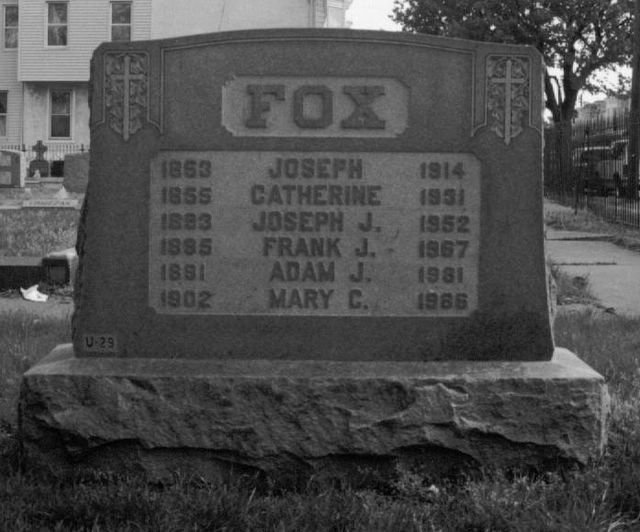 FOX
1863 JOSEPH 1914
1855 CATHERINE 1931
1883 JOSEPH J. 1952
1885 FRANK J. 1967
1891 ADAM J. 1981
1902 MARY C. 1986
U-29